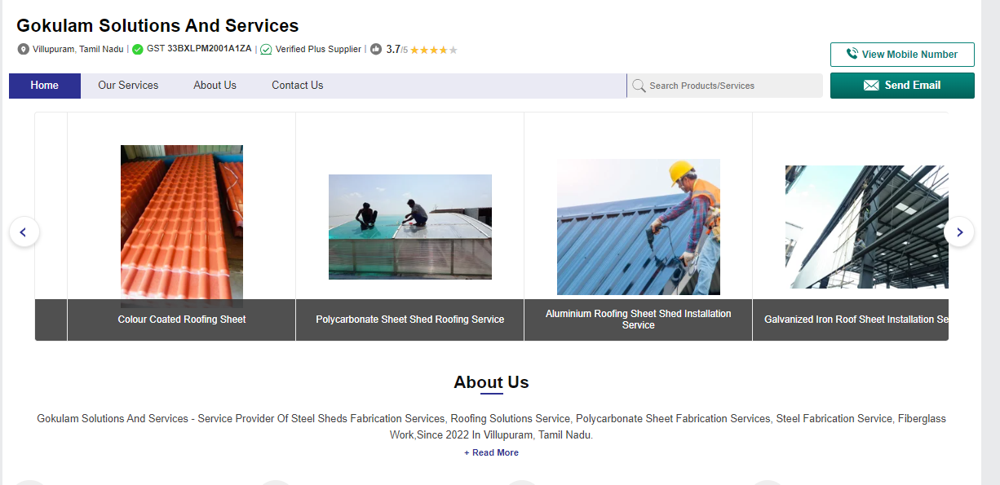 Gokulam Solutions And Services
Villupuram, Tamil Nadu | GST 33BXLPM2001A1ZA | Verified Plus Supplier | 3.7/5
View Mobile Number
Home Our Services About Us Contact Us Search Products/Services
Send Email
Colour Coated Roofing Sheet
Polycarbonate Sheet Shed Roofing Service
Aluminium Roofing Sheet Shed Installation
Service
Galvanized Iron Roof Sheet Installation Se
About Us
Gokulam Solutions And Services - Service Provider Of Steel Sheds Fabrication Services, Roofing Solutions Service, Polycarbonate Sheet Fabrication Services, Steel Fabrication Service, Fiberglass
Work,Since 2022 In Villupuram, Tamil Nadu.
+ Read More